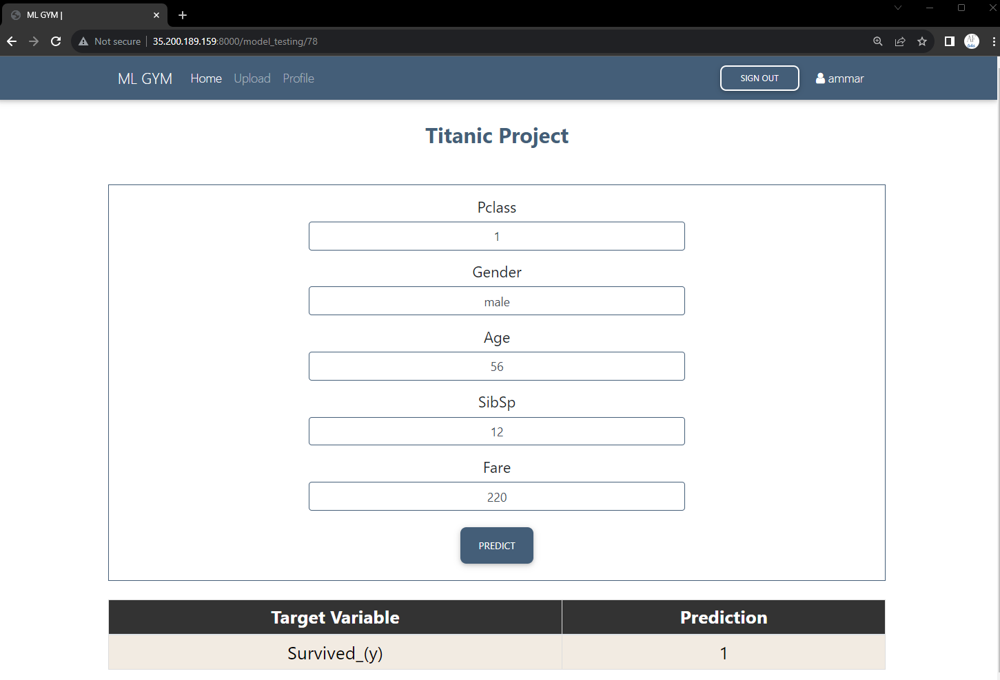 ML GYM |
Not secure 35.200.189.159:8000/model_testing/78
ML GYM Home Upload Profile SIGN OUT ammar
Titanic Project
Pclass
1
Gender
male
Age
56
SibSp
12
Fare
220
PREDICT
Target Variable Prediction
Survived_(y) 1